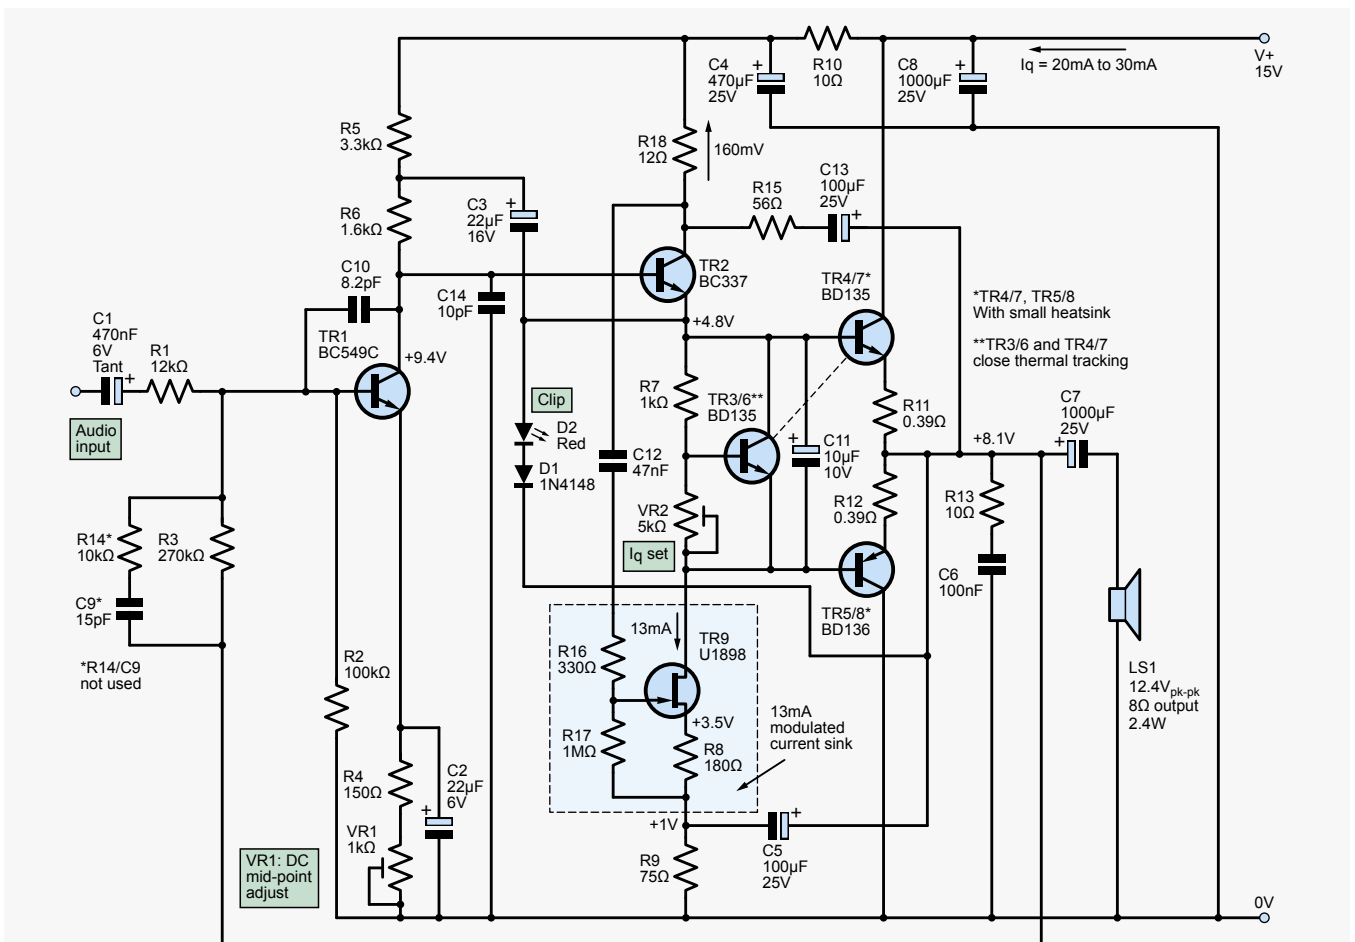 V+
15V
Iq = 20mA to 30mA
R10
10Ω
C4
470µF
25V
+
C8
1000µF
25V
+
R5
3.3kΩ
R18
12Ω
160mV
C13
100µF
25V
+
R15
56Ω
R6
1.6kΩ
C3
22µF
16V
+
C10
8.2pF
C14
10pF
TR2
BC337
TR4/7*
BD135
*TR4/7, TR5/8
With small heatsink
**TR3/6 and TR4/7
close thermal tracking
C1
470nF
6V
Tant
+
R1
12kΩ
TR1
BC549C
+9.4V
+4.8V
Audio
input
R7
1kΩ
TR3/6**
BD135
Clip
D2
Red
D1
1N4148
C12
47nF
C11
10µF
10V
+
R11
0.39Ω
+8.1V
C7
1000µF
25V
+
R12
0.39Ω
R13
10Ω
VR2
5kΩ
Iq set
R14*
10kΩ
R3
270kΩ
C9*
15pF
*R14/C9
not used
TR5/8*
BD136
C6
100nF
13mA
TR9
U1898
R16
330Ω
R2
100kΩ
+3.5V
R17
1MΩ
R8
180Ω
13mA
modulated
current sink
LS1
12.4Vpk-pk
8Ω output
2.4W
R4
150Ω
C2
22µF
6V
+
VR1
1kΩ
+1V
C5
100µF
25V
+
R9
75Ω
VR1: DC
mid-point
adjust
0V